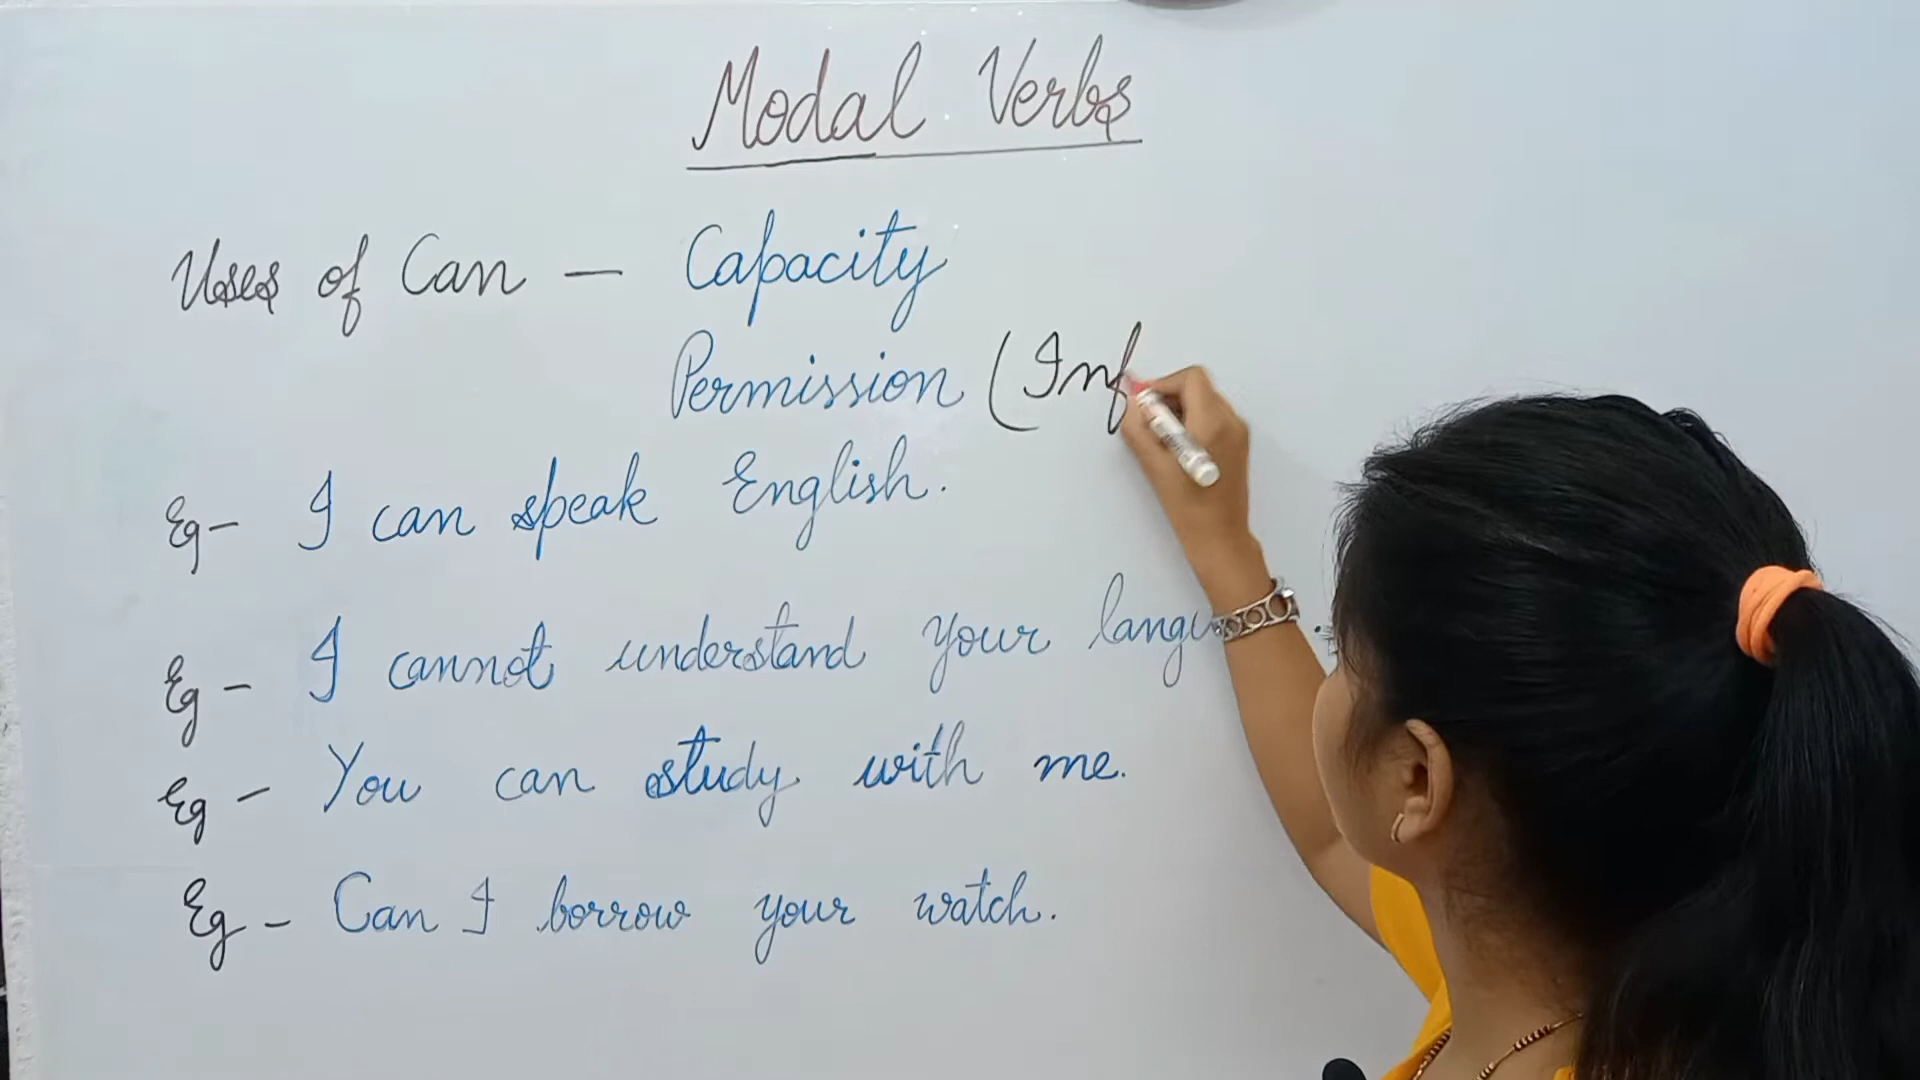 Modal Verbs
Uses of Can — Capacity
Permission (Inf
Eg- I can speak English.
Eg - I cannot understand your langu
Eg - You can study with me.
Eg - Can I borrow your watch.